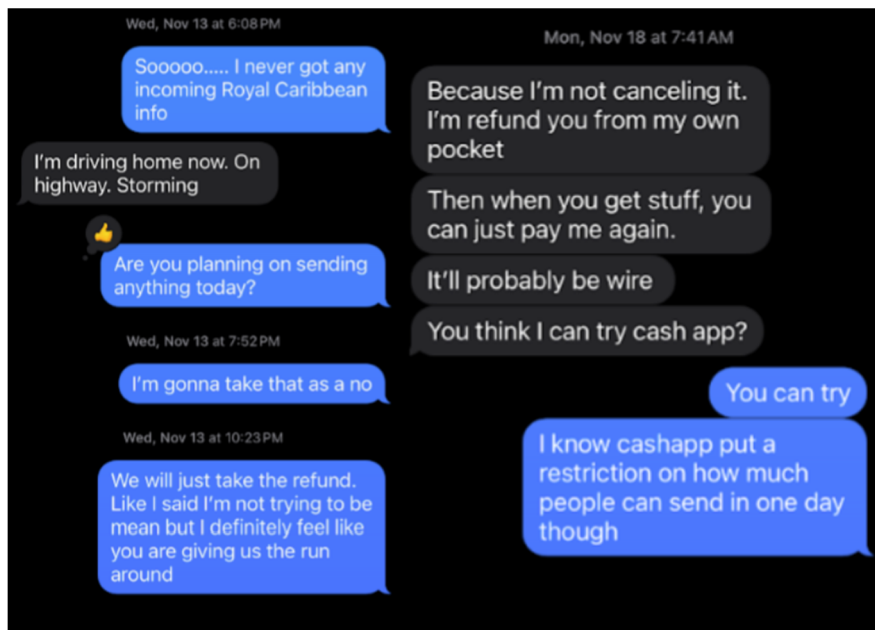 Wed, Nov 13 at 6:08 PM
Sooooo..... I never got any
incoming Royal Caribbean
info
I'm driving home now. On
highway. Storming
Are you planning on sending
anything today?
Wed, Nov 13 at 7:52 PM
I'm gonna take that as a no
Wed, Nov 13 at 10:23 PM
We will just take the refund.
Like I said I'm not trying to be
mean but I definitely feel like
you are giving us the run
around
Mon, Nov 18 at 7:41 AM
Because I'm not canceling it.
I'm refund you from my own
pocket
Then when you get stuff, you
can just pay me again.
It'll probably be wire
You think I can try cash app?
You can try
I know cashapp put a
restriction on how much
people can send in one day
though